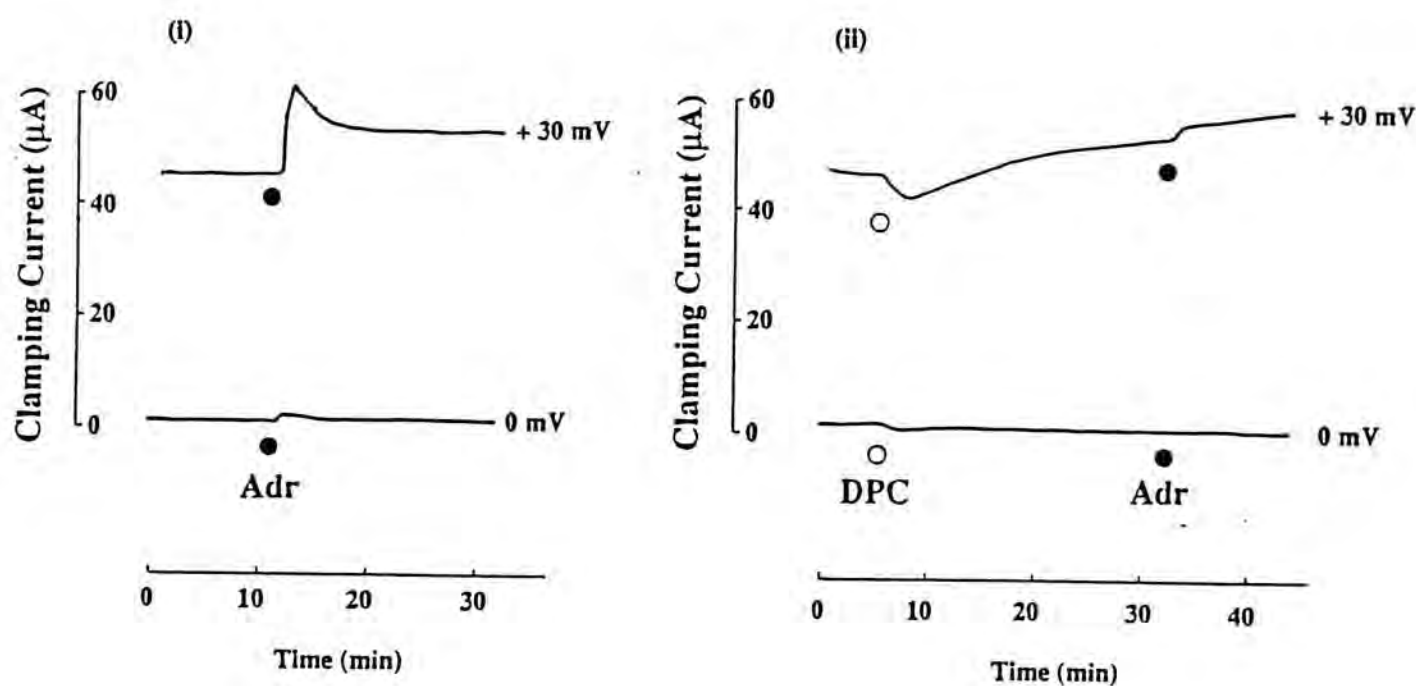 (i)
Clamping Current (µA)
60
40
20
0
+ 30 mV
0 mV
Adr
0 10 20 30
Time (min)
(ii)
Clamping Current (µA)
60
40
20
0
+ 30 mV
0 mV
DPC Adr
0 10 20 30 40
Time (min)